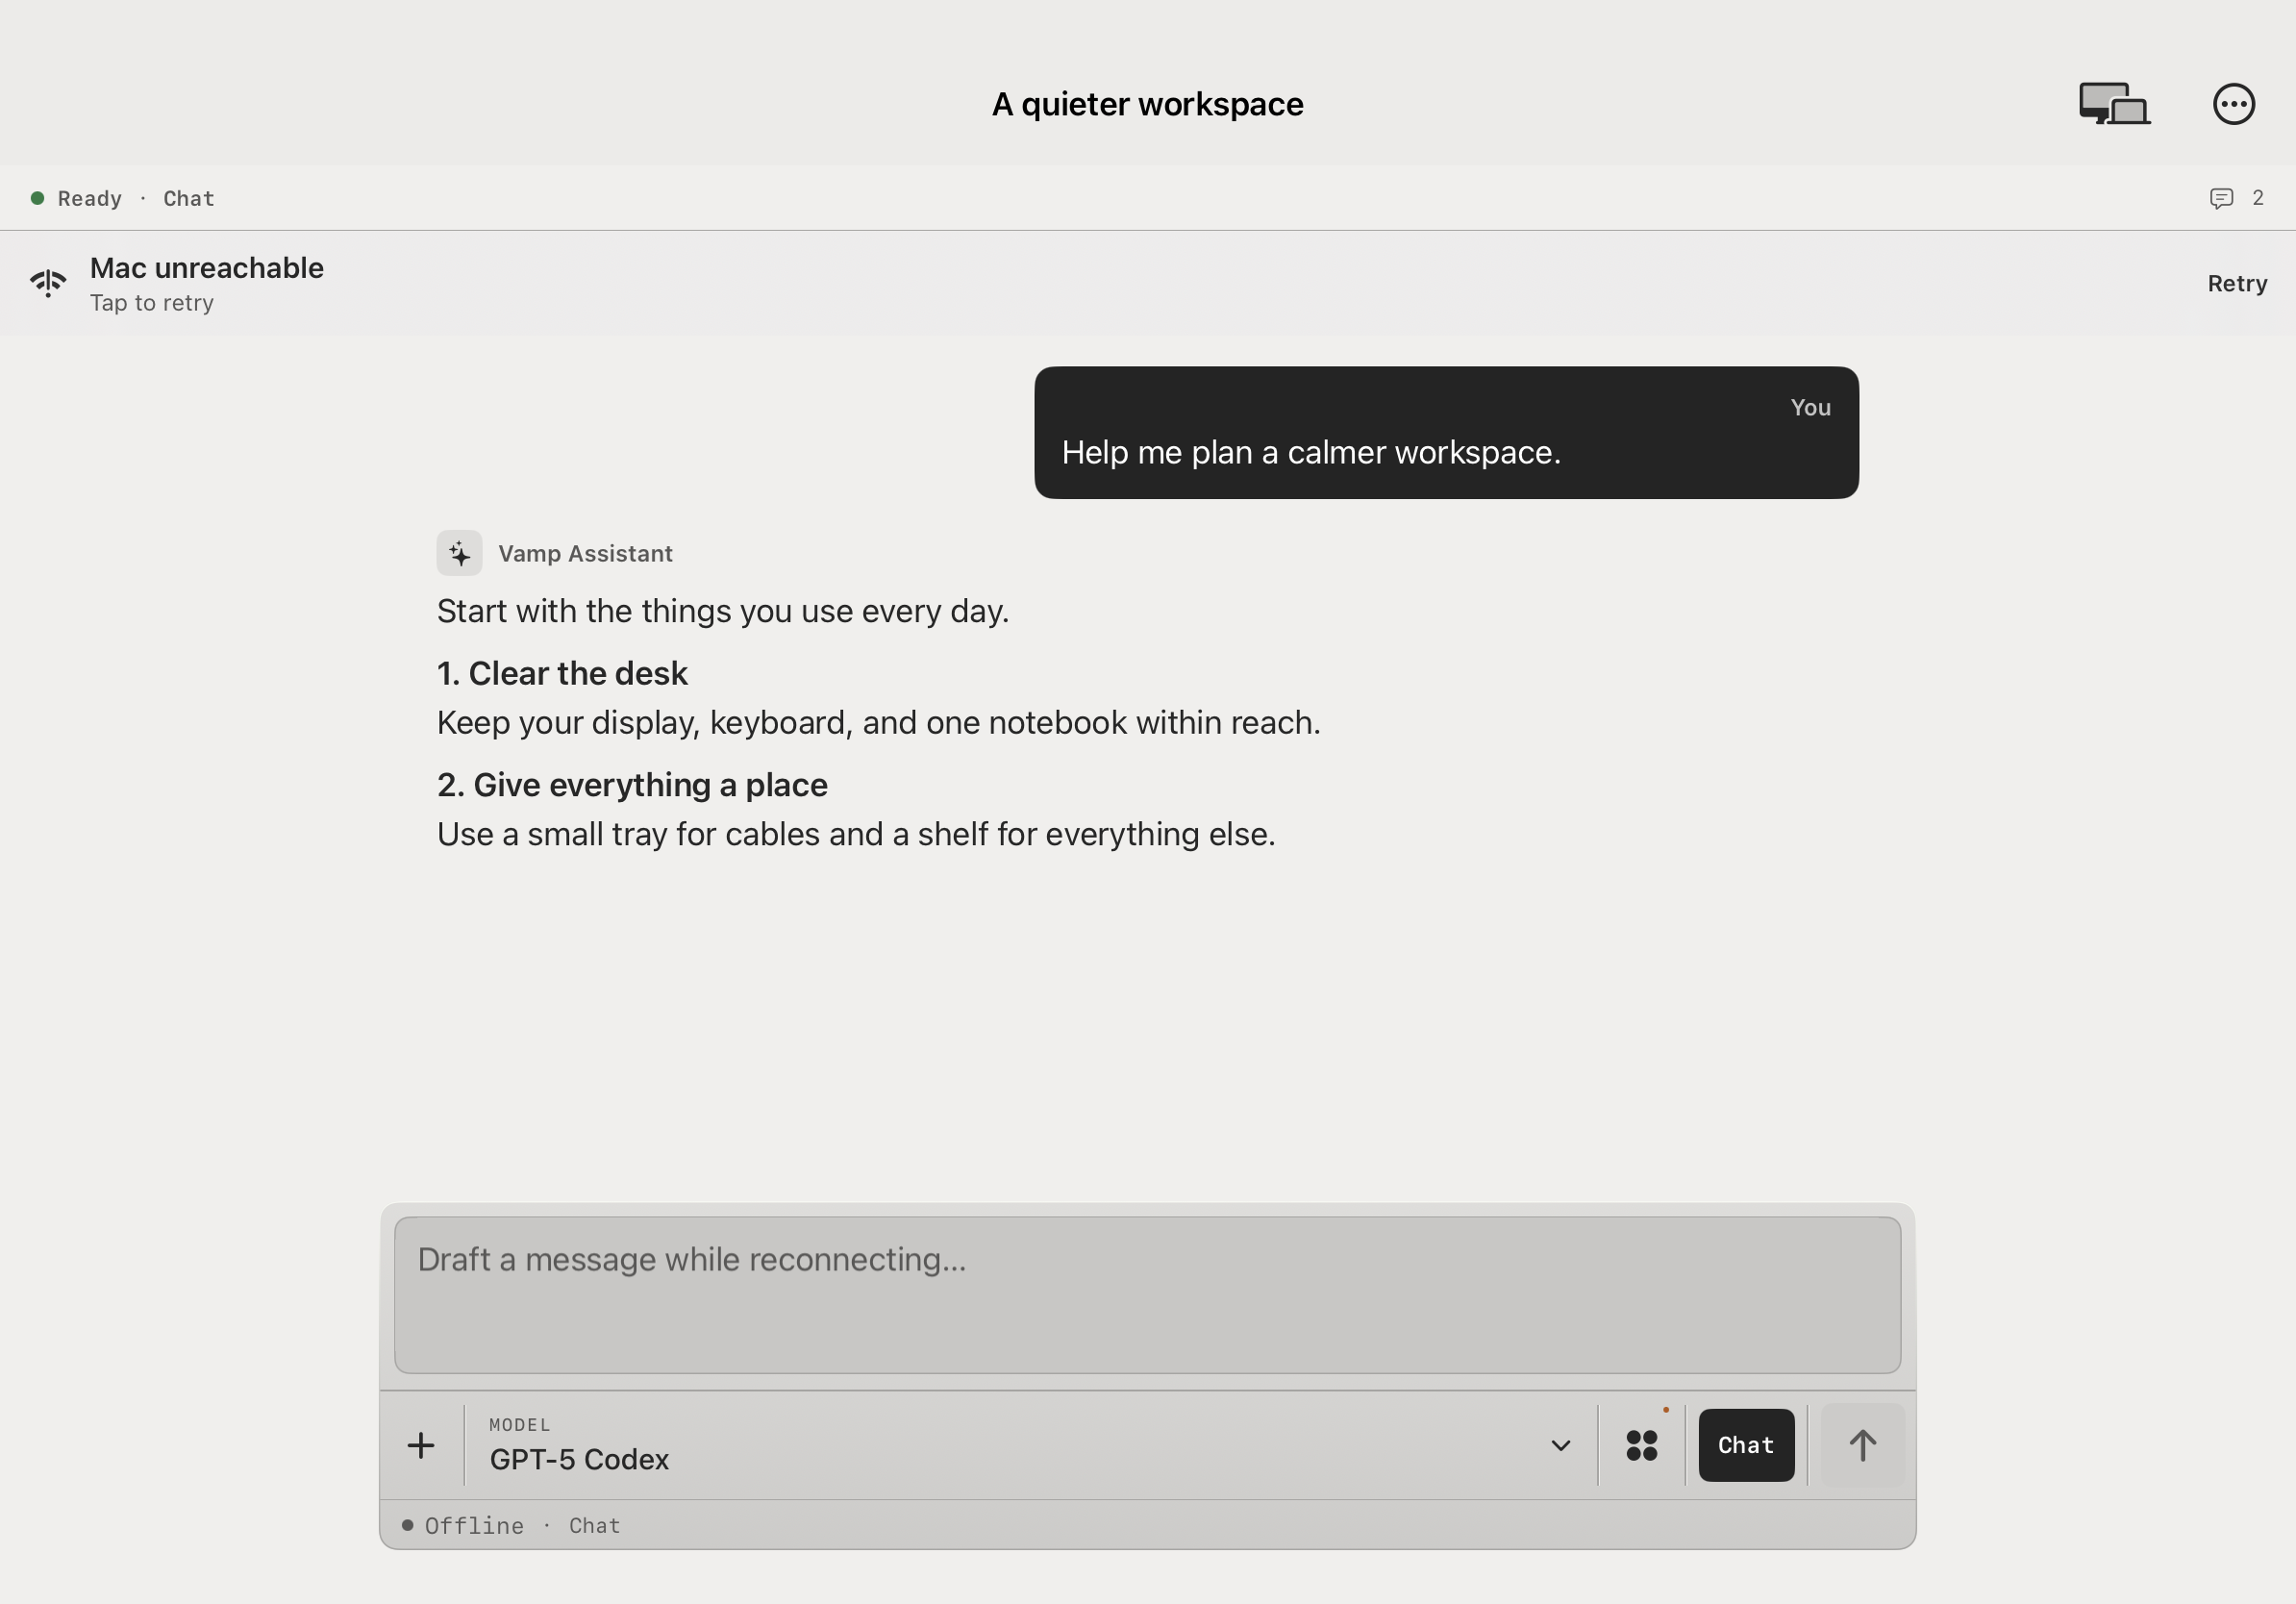 A quieter workspace
Ready · Chat
2
Mac unreachable
Tap to retry
Retry
You
Help me plan a calmer workspace.
Vamp Assistant
Start with the things you use every day.
1. Clear the desk
Keep your display, keyboard, and one notebook within reach.
2. Give everything a place
Use a small tray for cables and a shelf for everything else.
Draft a message while reconnecting...
MODEL
GPT-5 Codex
Chat
Offline · Chat